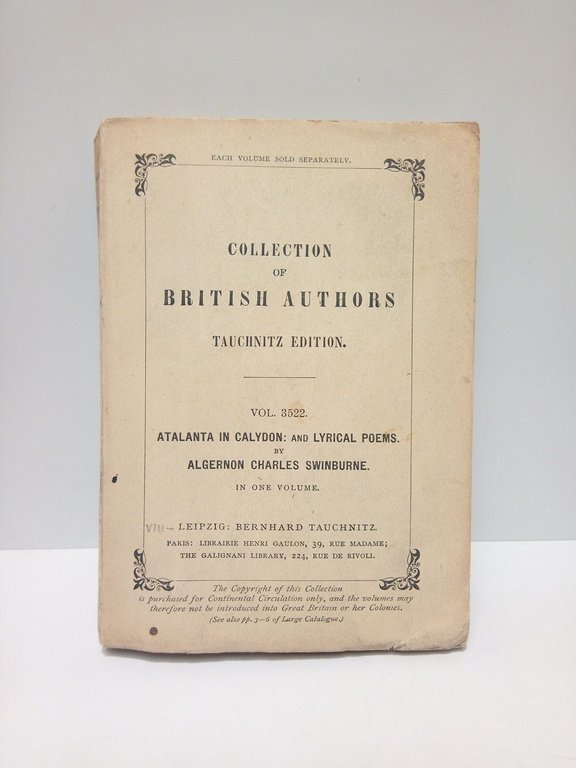 EACH VOLUME SOLD SEPARATELY.
COLLECTION
OF
BRITISH AUTHORS
TAUCHNITZ EDITION.
VOL. 3522.
ATALANTA IN CALYDON: AND LYRICAL POEMS.
BY
ALGERNON CHARLES SWINBURNE.
IN ONE VOLUME.
VIII— LEIPZIG: BERNHARD TAUCHNITZ.
PARIS: LIBRAIRIE HENRI GAULON, 39, RUE MADAME;
THE GALIGNANI LIBRARY, 224, RUE DE RIVOLI.
The Copyright of this Collection
is purchased for Continental Circulation only, and the volumes may
therefore not be introduced into Great Britain or her Colonies.
(See also pp. 3—6 of Large Catalogue.)